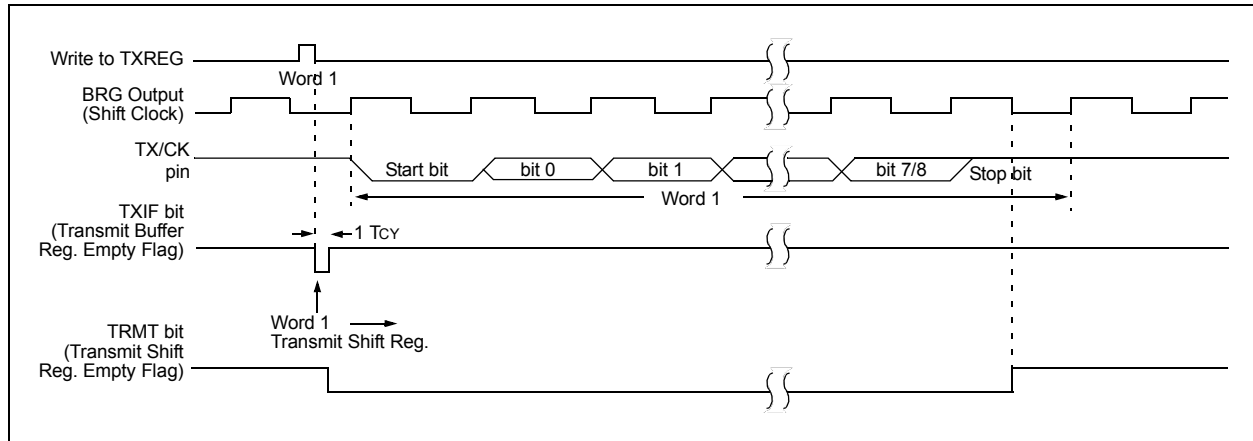 Write to TXREG
Word 1
BRG Output
(Shift Clock)
TX/CK
pin
Start bit
bit 0
bit 1
bit 7/8
Stop bit
Word 1
TXIF bit
(Transmit Buffer
Reg. Empty Flag)
1 TCY
Word 1
Transmit Shift Reg.
TRMT bit
(Transmit Shift
Reg. Empty Flag)